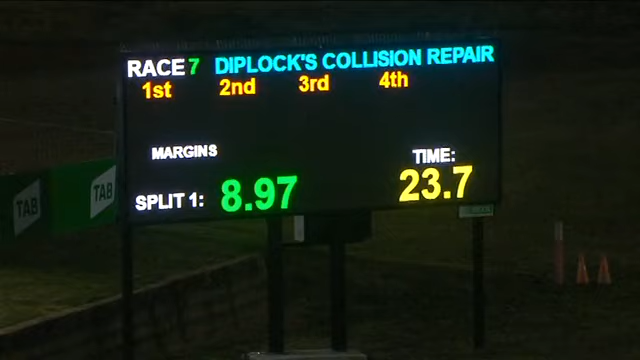 RACE 7 DIPLOCK'S COLLISION REPAIR
1st 2nd 3rd 4th
MARGINS
TIME:
SPLIT 1: 8.97 23.7
TAB TAB